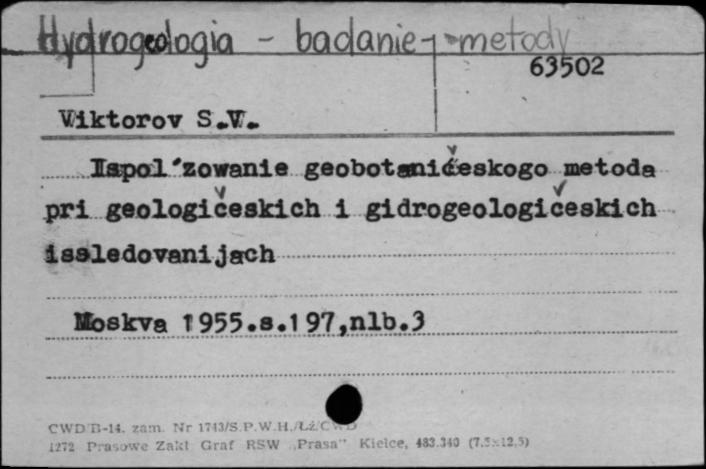 Hydrogeologia - badanie - metody
63502
Viktorov S.V.
Ispol'zowanie geobotaničeskogo metoda
pri geologičeskich i gidrogeologičeskich
issledovanijach
Moskva 1955.s.197,nlb.3
CWD B-14. zam. Nr 1743/S.P.W.H./Łż/CWD
1272 Prasowe Zakł Graf RSW „Prasa" Kielce, 483.340 (7.5x12,5)